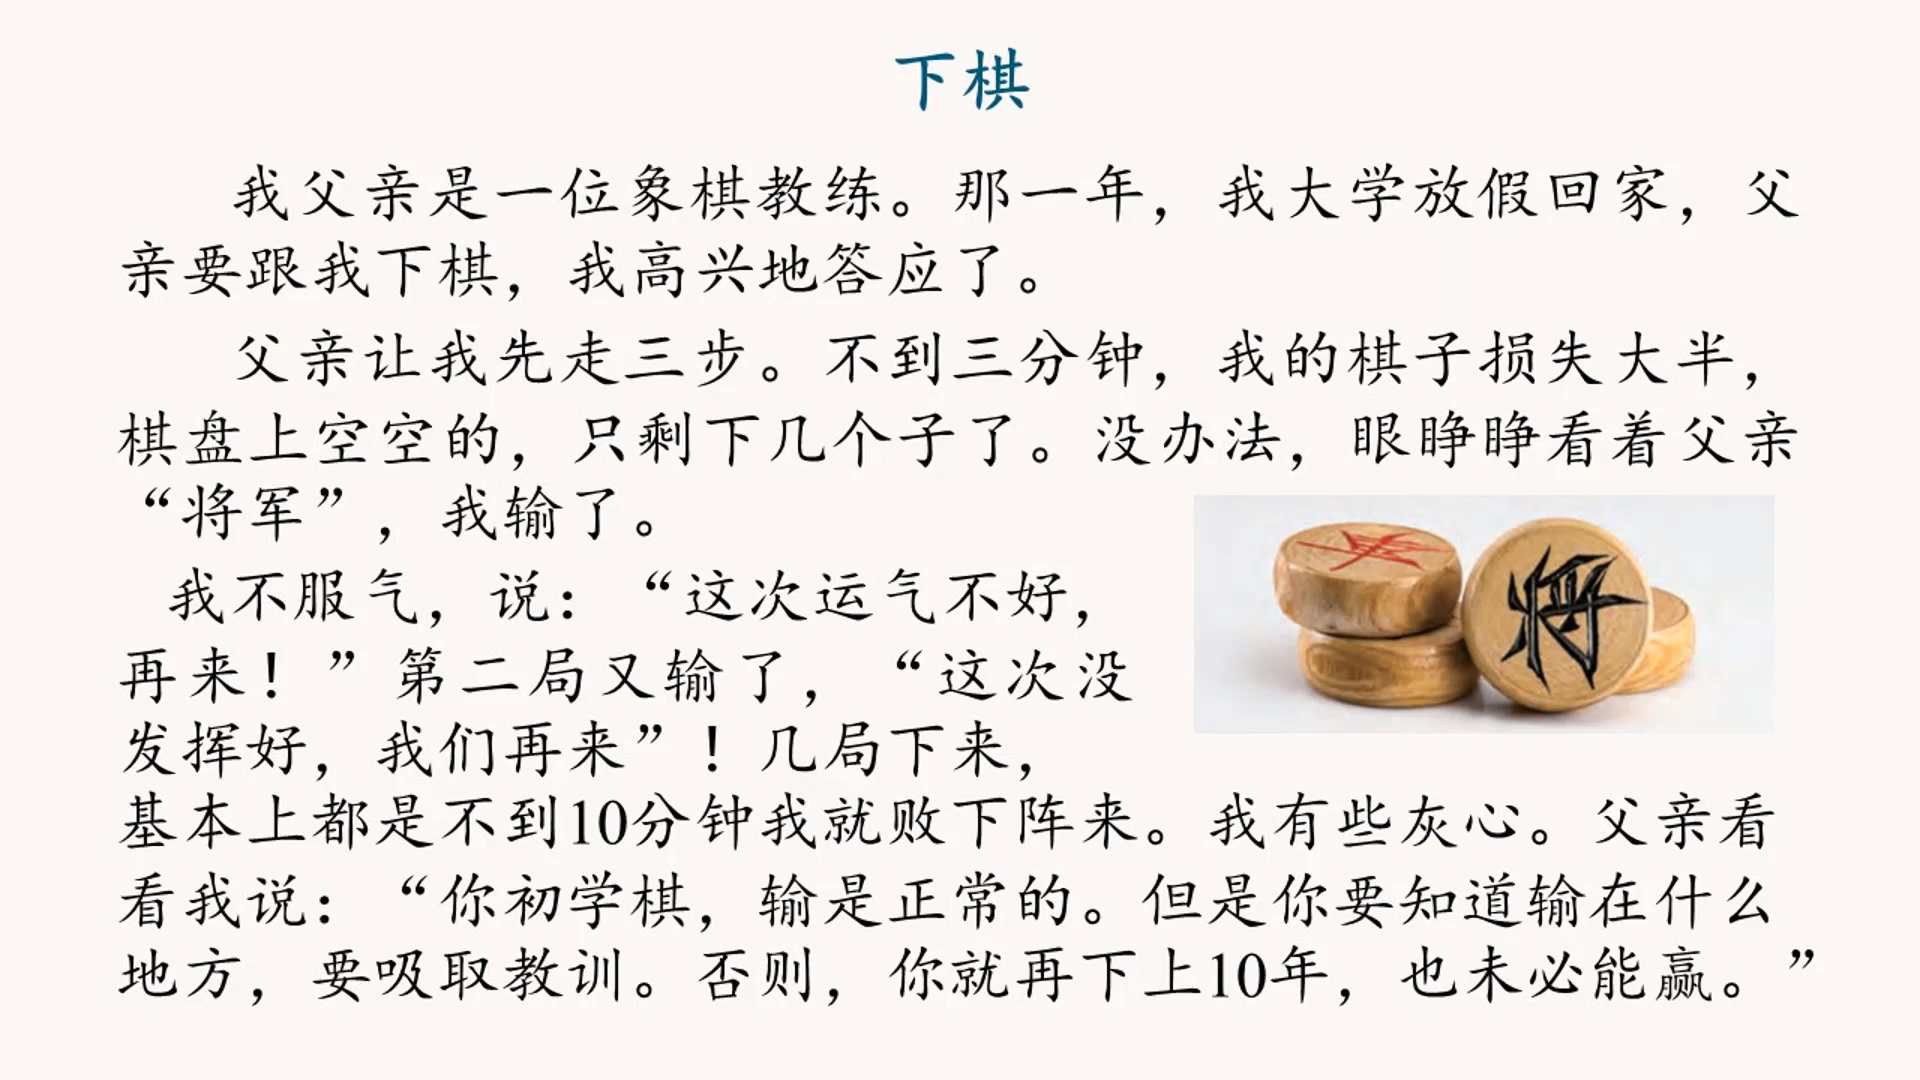 下棋
我父亲是一位象棋教练。那一年，我大学放假回家，父
亲要跟我下棋，我高兴地答应了。
父亲让我先走三步。不到三分钟，我的棋子损失大半，
棋盘上空空的，只剩下几个子了。没办法，眼睁睁看着父亲
“将军”，我输了。
我不服气，说：“这次运气不好，
再来！”第二局又输了，“这次没
发挥好，我们再来”！几局下来，
基本上都是不到10分钟我就败下阵来。我有些灰心。父亲看
看我说：“你初学棋，输是正常的。但是你要知道输在什么
地方，要吸取教训。否则，你就再下上10年，也未必能赢。”
将